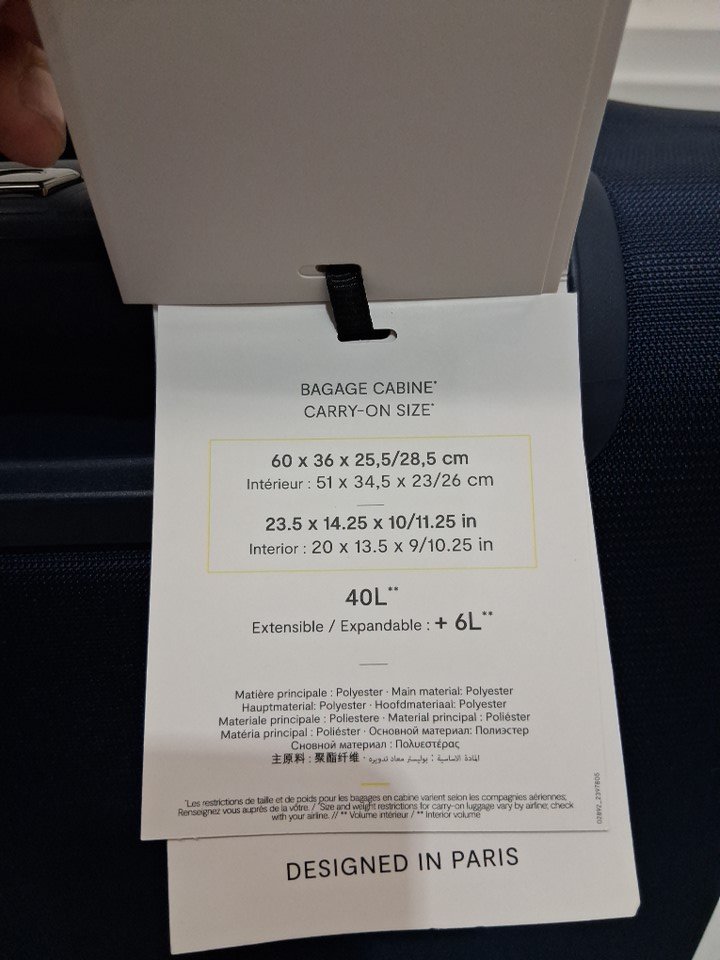 BAGAGE CABINE*
CARRY-ON SIZE*
60 x 36 x 25,5/28,5 cm
Intérieur : 51 x 34,5 x 23/26 cm
23.5 x 14.25 x 10/11.25 in
Interior : 20 x 13.5 x 9/10.25 in
40L**
Extensible / Expandable : + 6L**
Matière principale : Polyester · Main material: Polyester
Hauptmaterial: Polyester · Hoofdmateriaal: Polyester
Materiale principale : Poliestere · Material principal : Poliéster
Matéria principal : Poliéster · Основной материал: Полиэстер
Сновной материал : Πολυεστέρας
主原料 : 聚酯纤维 · المادة الاساسية : بوليستر معاد تدويره
*Les restrictions de taille et de poids pour les bagages en cabine varient selon les compagnies aériennes.
Renseignez vous auprès de la vôtre. / *Size and weight restrictions for carry-on luggage vary by airline; check
with your airline. // ** Volume intérieur / ** Interior volume
02892_2397805
DESIGNED IN PARIS